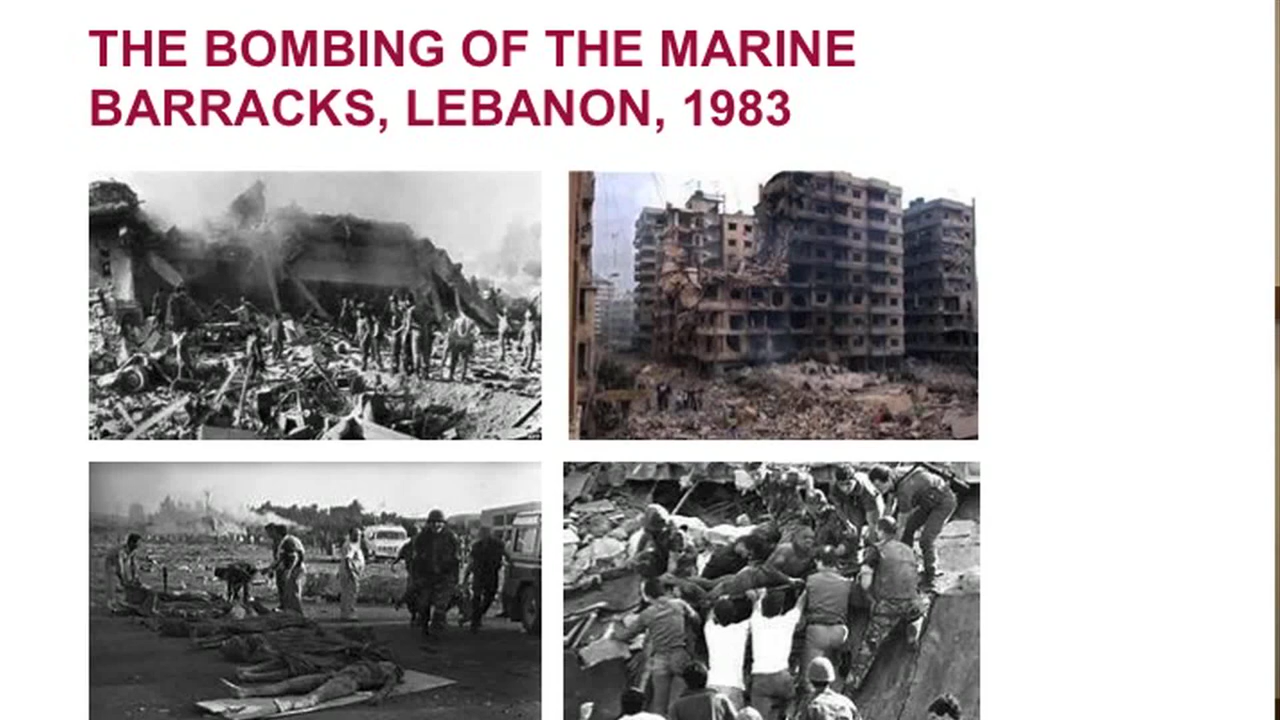 THE BOMBING OF THE MARINE
BARRACKS, LEBANON, 1983